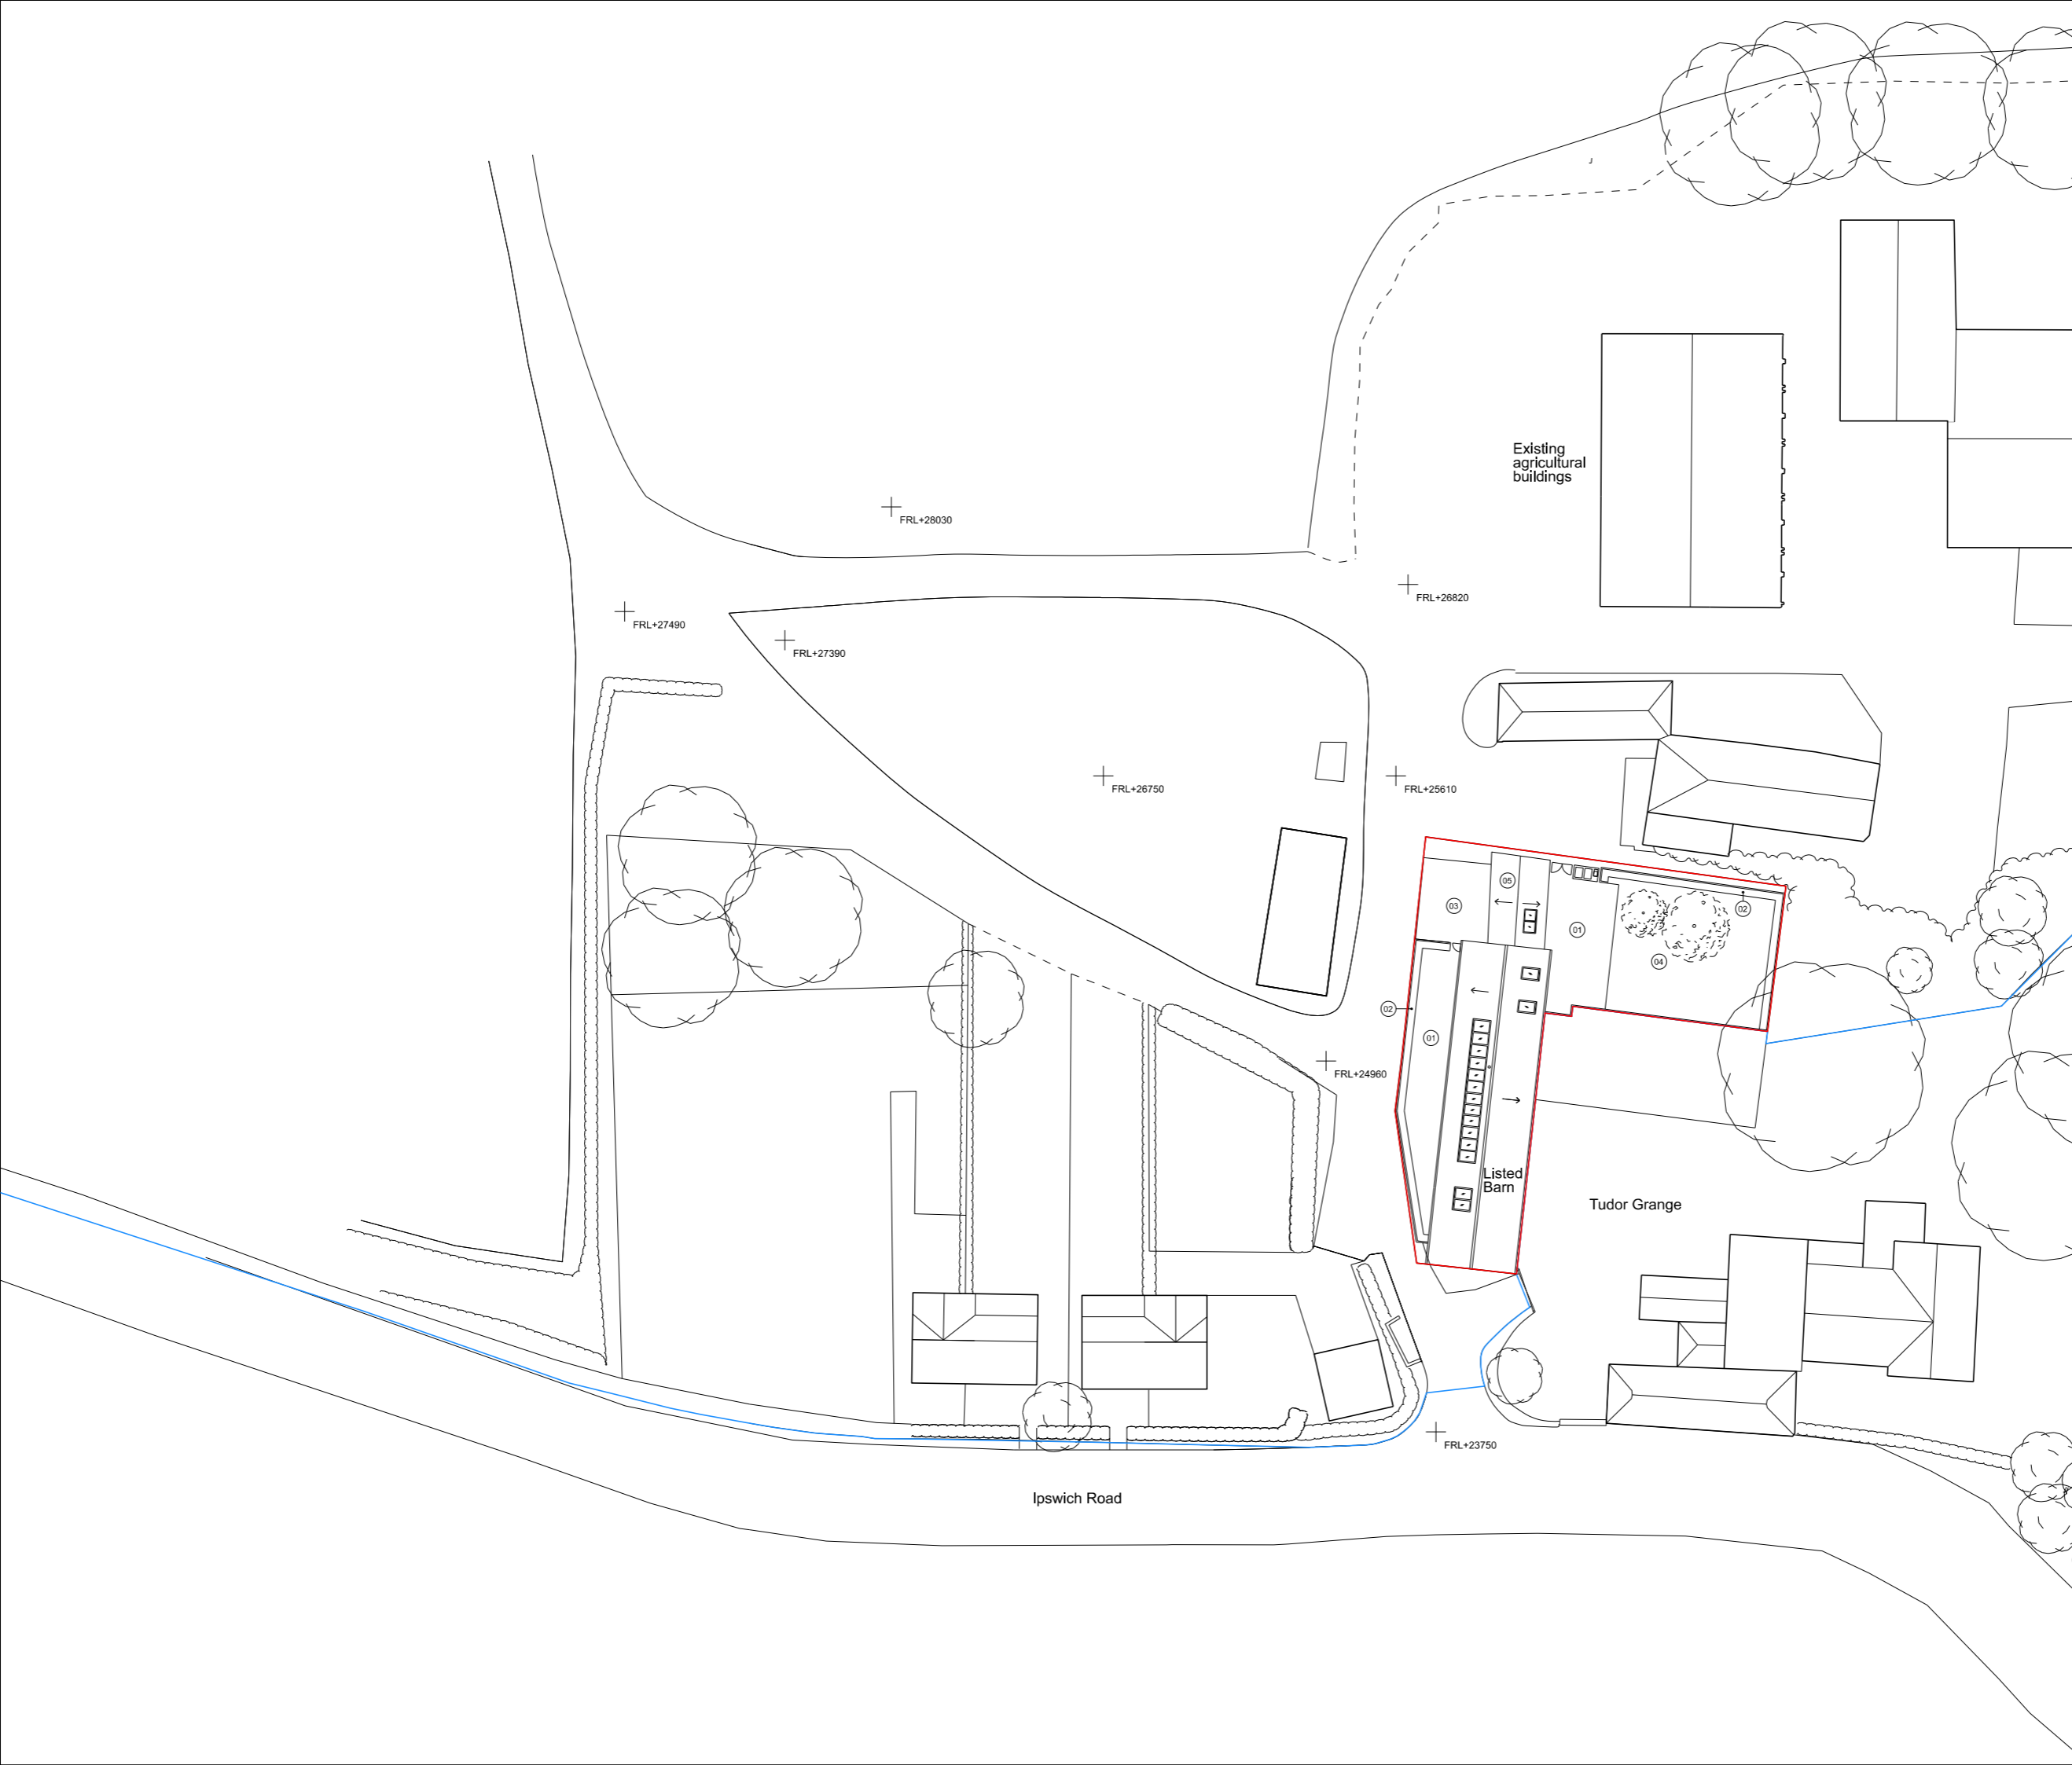 Existing
agricultural
buildings
FRL+28030
FRL+26820
FRL+27490
FRL+27390
FRL+26750
FRL+25610
05
03
02
01
04
02
01
FRL+24960
Listed
Barn
Tudor Grange
FRL+23750
Ipswich Road